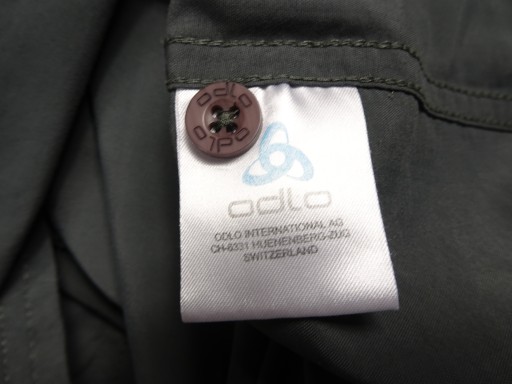 odlo
odlo
odlo
ODLO INTERNATIONAL AG
CH-6331 HUENENBERG-ZUG
SWITZERLAND